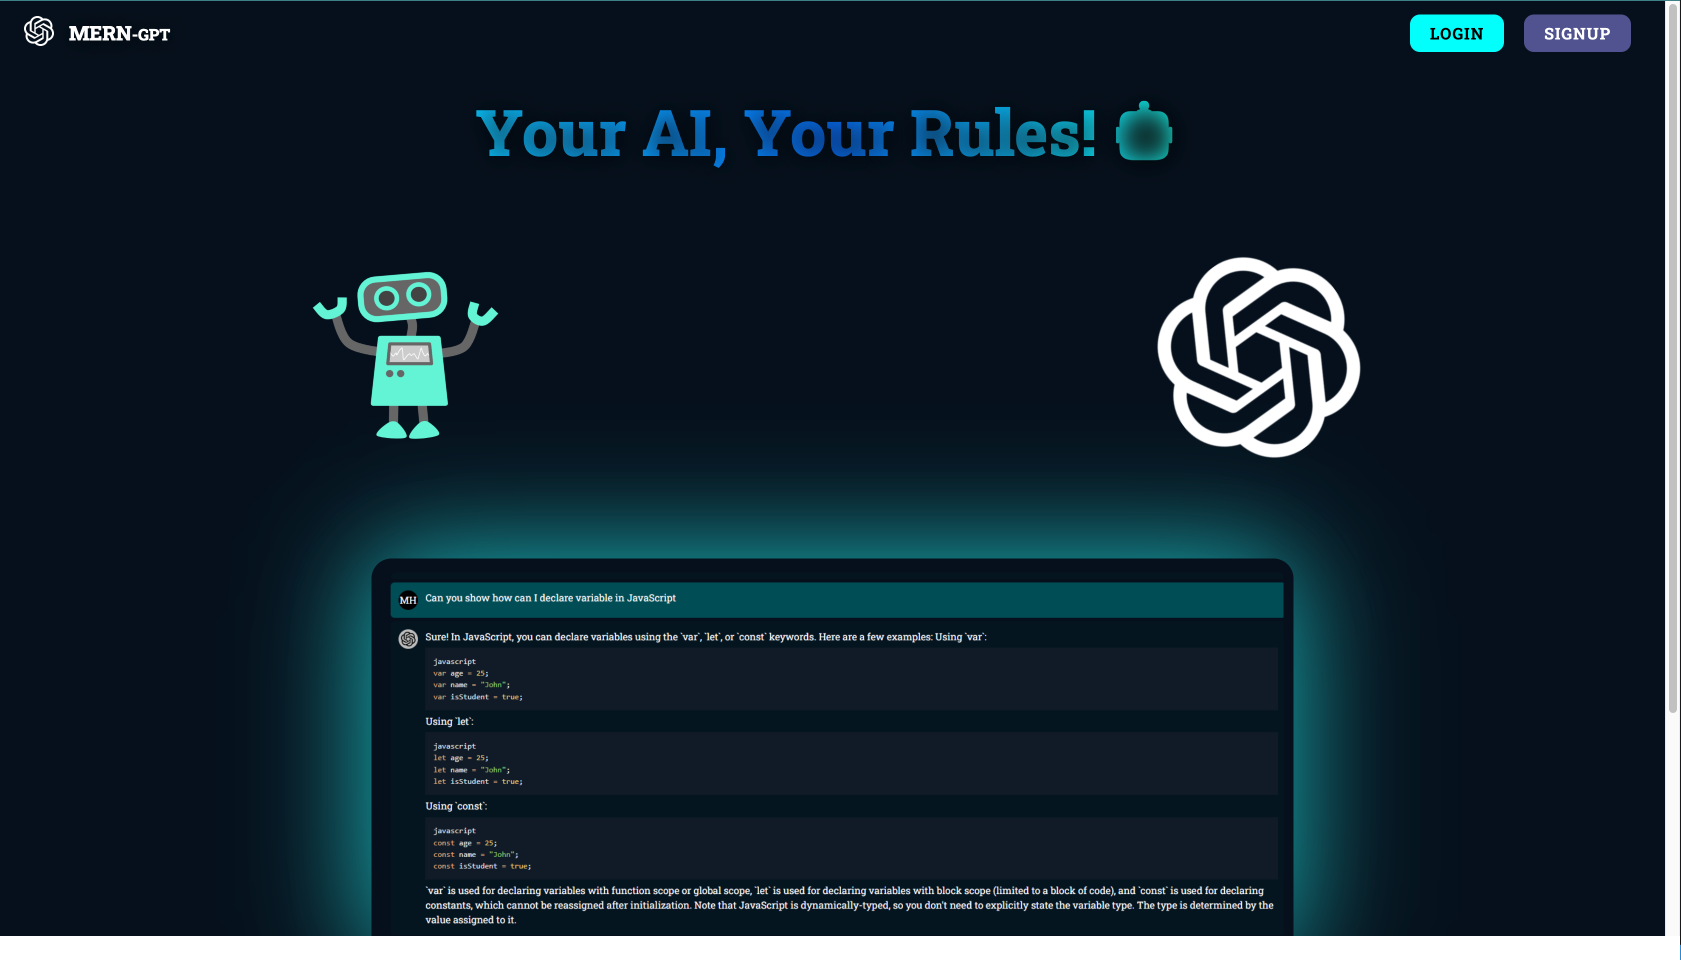 MERN-GPT
LOGIN
SIGNUP
Your AI, Your Rules!
MH
Can you show how can I declare variable in JavaScript
Sure! In JavaScript, you can declare variables using the `var`, `let`, or `const` keywords. Here are a few examples: Using `var`:
javascript
var age = 25;
var name = "John";
var isStudent = true;
Using `let`:
javascript
let age = 25;
let name = "John";
let isStudent = true;
Using `const`:
javascript
const age = 25;
const name = "John";
const isStudent = true;
`var` is used for declaring variables with function scope or global scope, `let` is used for declaring variables with block scope (limited to a block of code), and `const` is used for declaring
constants, which cannot be reassigned after initialization. Note that JavaScript is dynamically-typed, so you don't need to explicitly state the variable type. The type is determined by the
value assigned to it.